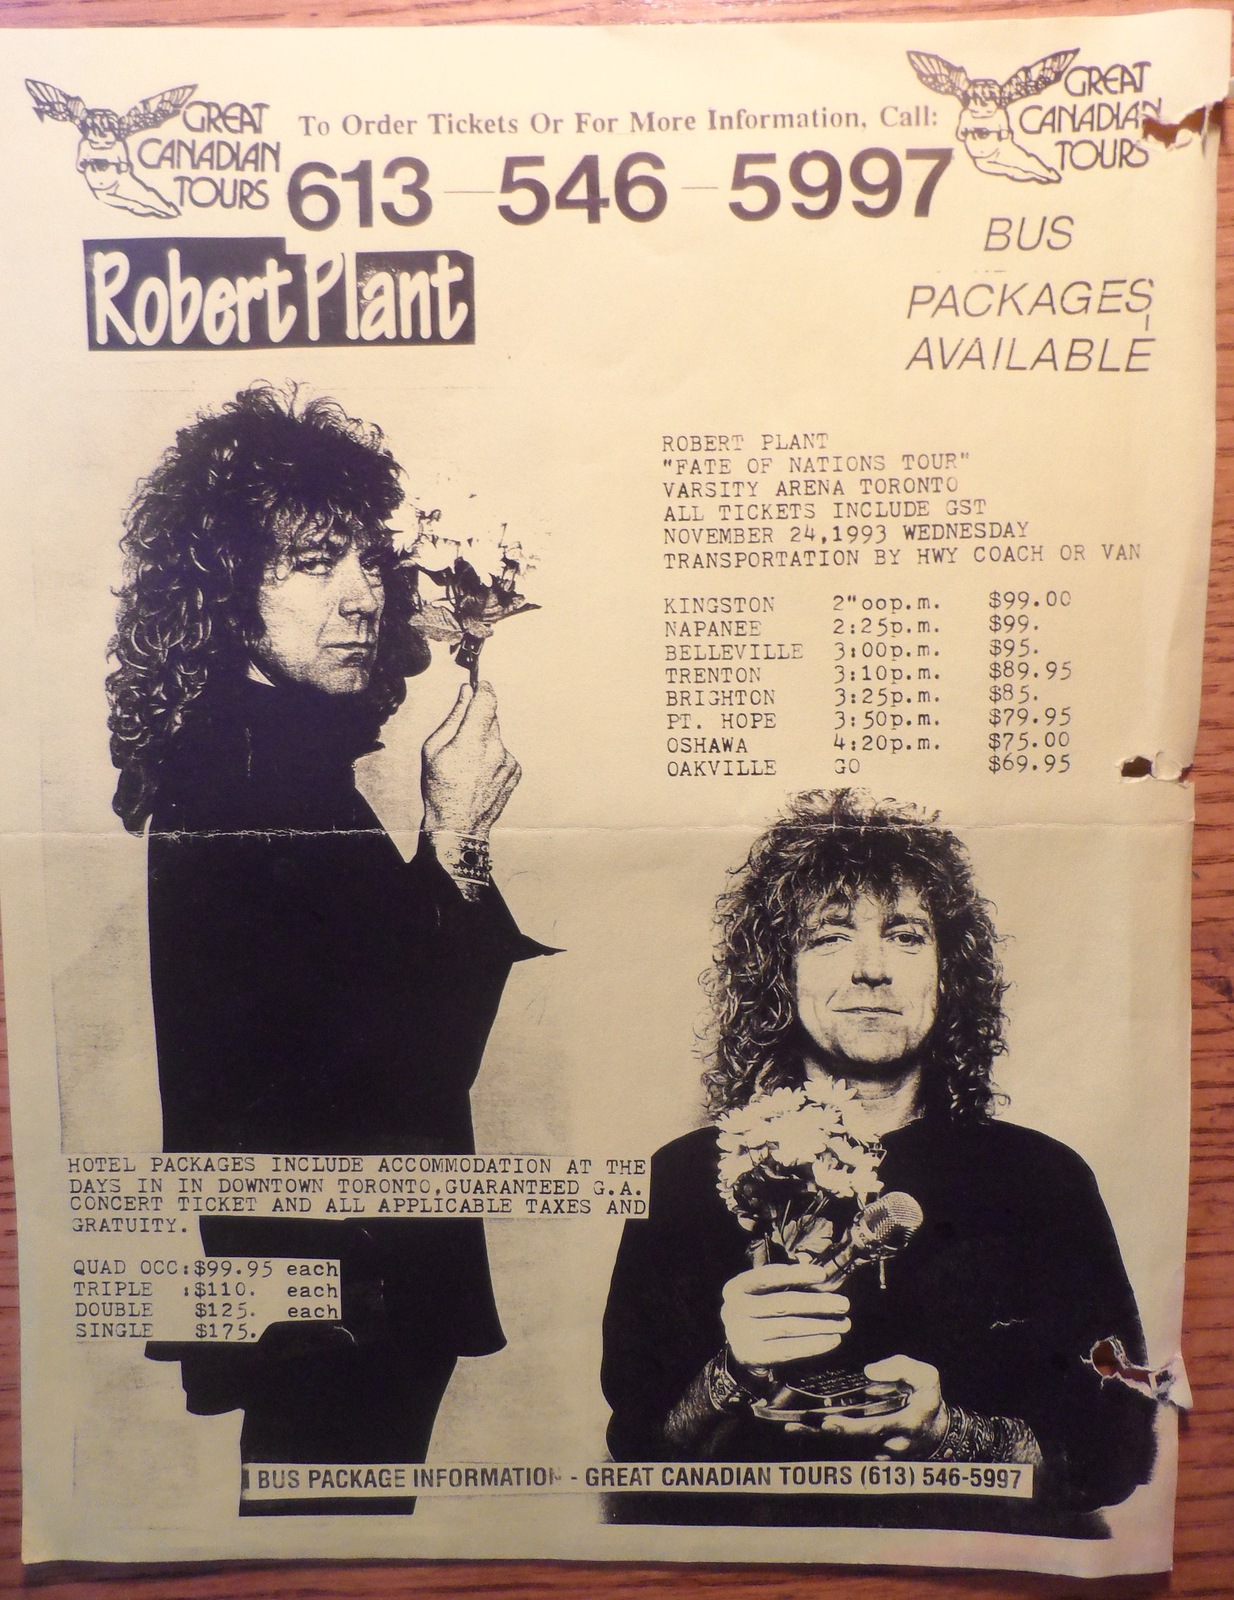 GREAT
CANADIAN
TOURS
To Order Tickets Or For More Information, Call:
613-546-5997
GREAT
CANADIAN
TOURS
Robert Plant
BUS
PACKAGES
AVAILABLE
ROBERT PLANT
"FATE OF NATIONS TOUR"
VARSITY ARENA TORONTO
ALL TICKETS INCLUDE GST
NOVEMBER 24,1993 WEDNESDAY
TRANSPORTATION BY HWY COACH OR VAN
KINGSTON 2"oop.m. $99.00
NAPANEE 2:25p.m. $99.
BELLEVILLE 3:00p.m. $95.
TRENTON 3:10p.m. $89.95
BRIGHTON 3:25p.m. $85.
PT. HOPE 3:50p.m. $79.95
OSHAWA 4:20p.m. $75.00
OAKVILLE GO $69.95
HOTEL PACKAGES INCLUDE ACCOMMODATION AT THE
DAYS IN IN DOWNTOWN TORONTO,GUARANTEED G.A.
CONCERT TICKET AND ALL APPLICABLE TAXES AND
GRATUITY.
QUAD OCC:$99.95 each
TRIPLE :$110. each
DOUBLE $125. each
SINGLE $175.
BUS PACKAGE INFORMATION - GREAT CANADIAN TOURS (613) 546-5997